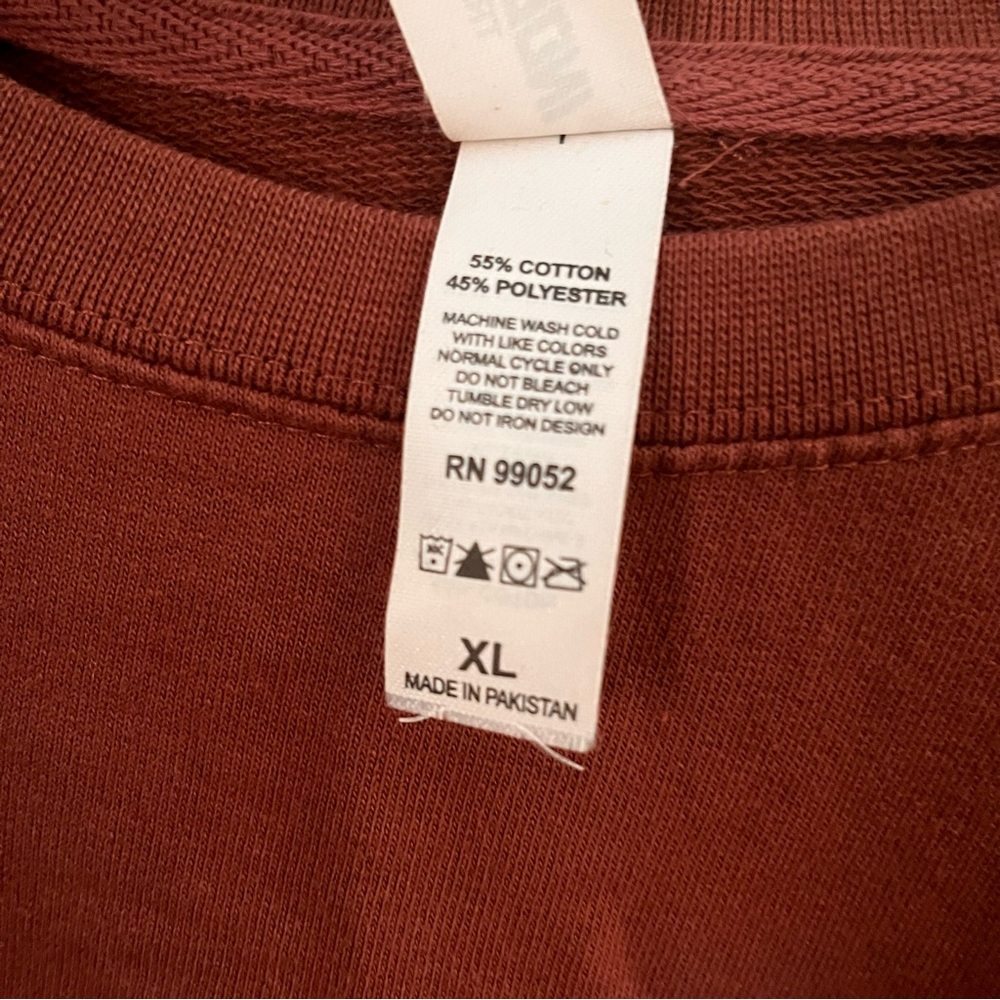 55% COTTON
45% POLYESTER
MACHINE WASH COLD
WITH LIKE COLORS
NORMAL CYCLE ONLY
DO NOT BLEACH
TUMBLE DRY LOW
DO NOT IRON DESIGN
RN 99052
XL
MADE IN PAKISTAN